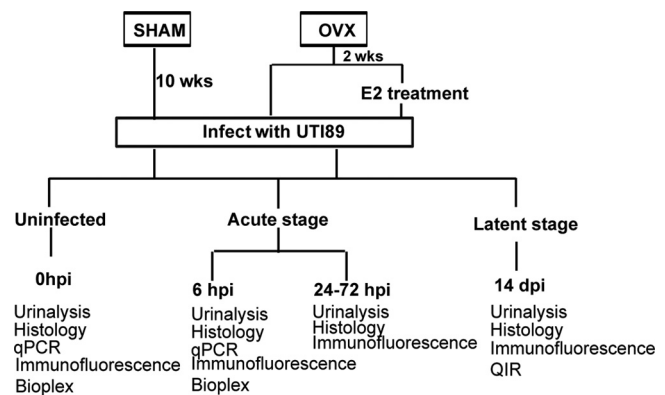 SHAM
OVX
2 wks
10 wks
E2 treatment
Infect with UTI89
Uninfected
Acute stage
Latent stage
0hpi
6 hpi
24-72 hpi
14 dpi
Urinalysis
Histology
qPCR
Immunofluorescence
Bioplex
Urinalysis
Histology
qPCR
Immunofluorescence
Bioplex
Urinalysis
Histology
Immunofluorescence
Urinalysis
Histology
Immunofluorescence
QIR